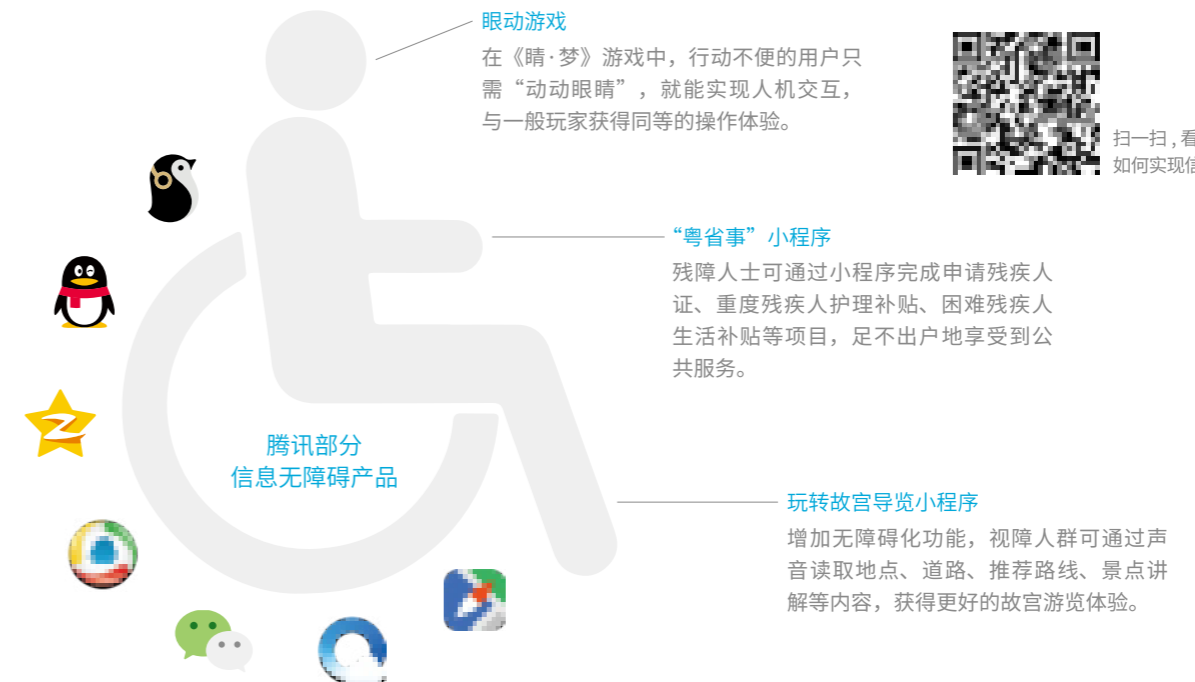 眼动游戏
在《睛·梦》游戏中，行动不便的用户只
需“动动眼睛”，就能实现人机交互，
与一般玩家获得同等的操作体验。
扫一扫,看
如何实现信
“粤省事”小程序
残障人士可通过小程序完成申请残疾人
证、重度残疾人护理补贴、困难残疾人
生活补贴等项目，足不出户地享受到公
共服务。
腾讯部分
信息无障碍产品
玩转故宫导览小程序
增加无障碍化功能，视障人群可通过声
音读取地点、道路、推荐路线、景点讲
解等内容，获得更好的故宫游览体验。